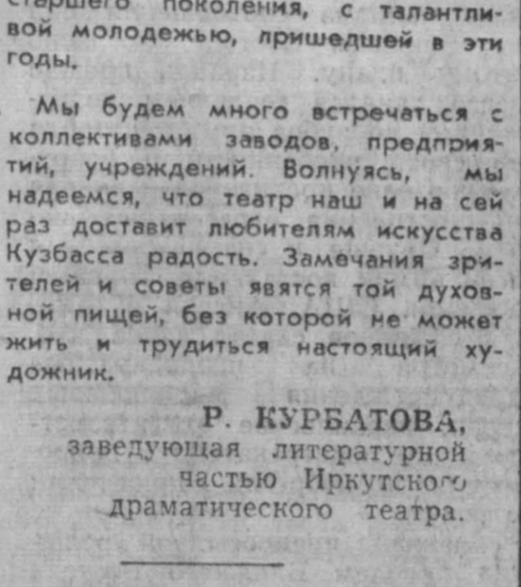 старшего поколения, с талантли-
вой молодежью, пришедшей в эти
годы.
Мы будем много встречаться с
коллективами заводов, предприя-
тий, учреждений. Волнуясь, мы
надеемся, что театр наш и на сей
раз доставит любителям искусства
Кузбасса радость. Замечания зри-
телей и советы явятся той духов-
ной пищей, без которой не может
жить и трудиться настоящий ху-
дожник.
Р. КУРБАТОВА,
заведующая литературной
частью Иркутского
драматического театра.